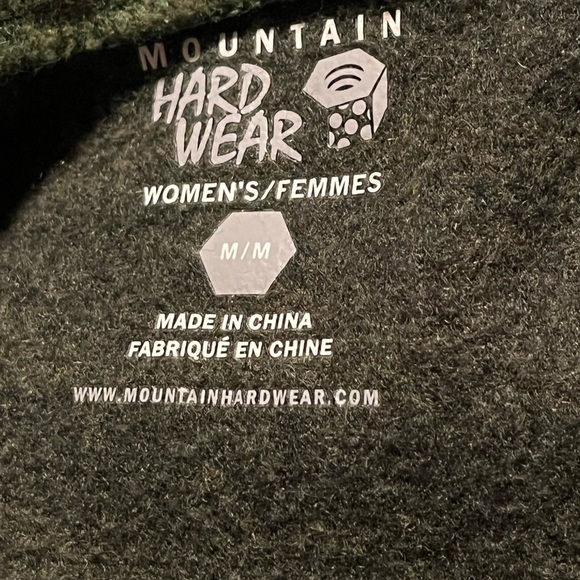 MOUNTAIN
HARD
WEAR
WOMEN'S/FEMMES
M/M
MADE IN CHINA
FABRIQUÉ EN CHINE
WWW.MOUNTAINHARDWEAR.COM